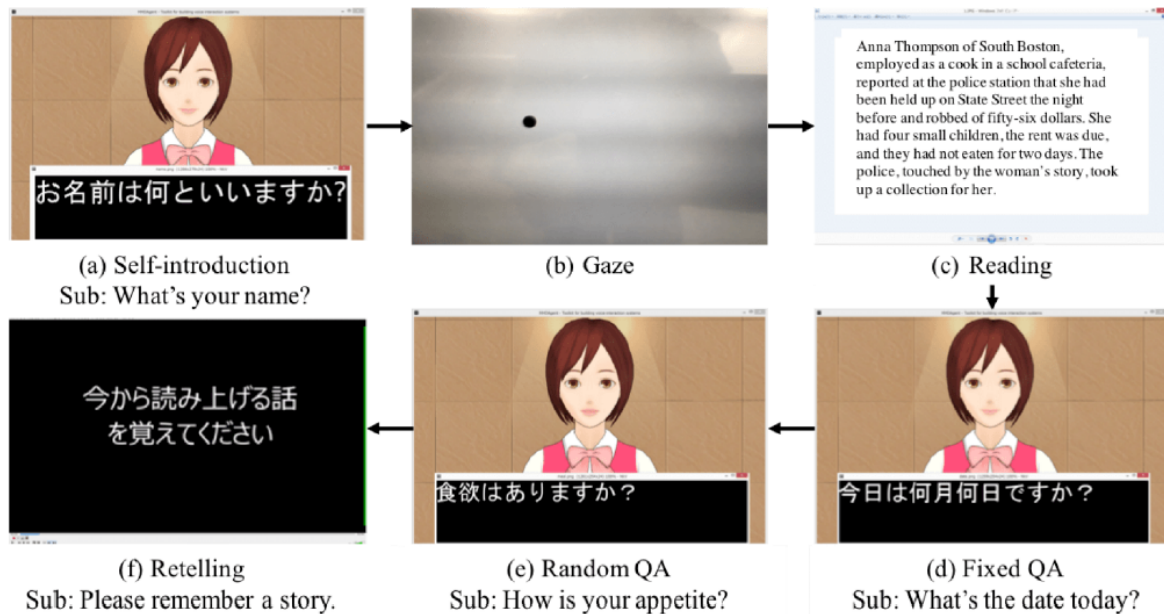 お名前は何といいますか?
(a) Self-introduction
Sub: What's your name?
(b) Gaze
Anna Thompson of South Boston,
employed as a cook in a school cafeteria,
reported at the police station that she had
been held up on State Street the night
before and robbed of fifty-six dollars. She
had four small children, the rent was due,
and they had not eaten for two days. The
police, touched by the woman's story, took
up a collection for her.
(c) Reading
今日は何月何日ですか?
(d) Fixed QA
Sub: What's the date today?
食欲はありますか?
(e) Random QA
Sub: How is your appetite?
今から読み上げる話
を覚えてください
(f) Retelling
Sub: Please remember a story.